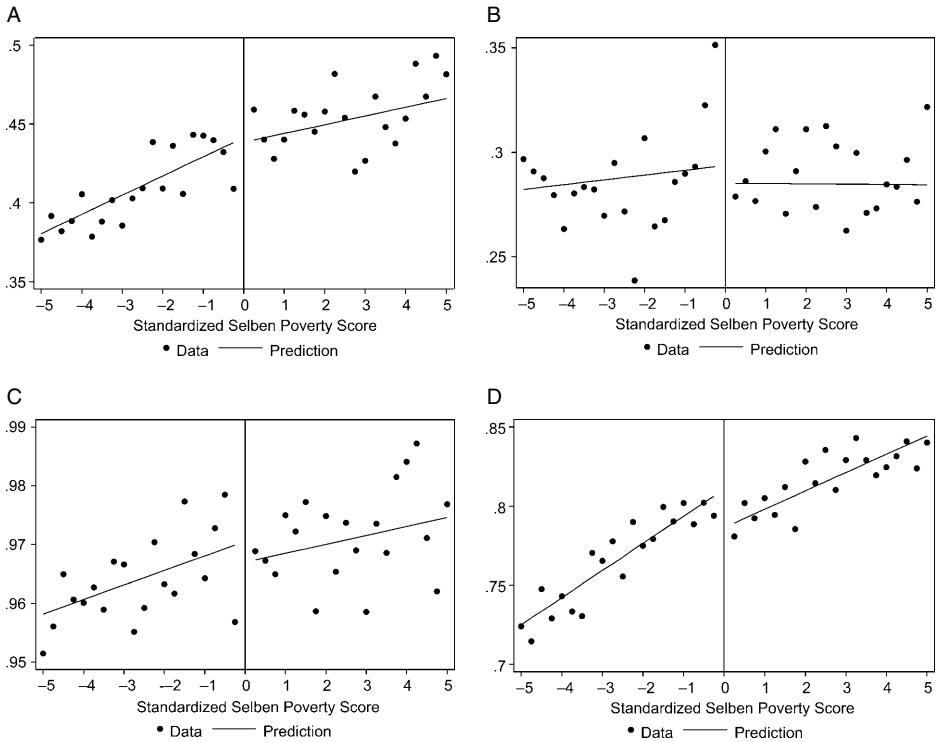 A
.5
.45
.4
.35
−5 −4 −3 −2 −1 0 1 2 3 4 5
Standardized Selben Poverty Score
Data Prediction
B
.35
.3
.25
−5 −4 −3 −2 −1 0 1 2 3 4 5
Standardized Selben Poverty Score
Data Prediction
C
.99
.98
.97
.96
.95
−5 −4 −3 -−2 −1 0 1 2 3 4 5
Standardized Selben Poverty Score
Data Prediction
D
.85
.8
.75
.7
−5 −4 −3 −2 −1 0 1 2 3 4 5
Standardized Selben Poverty Score
Data Prediction